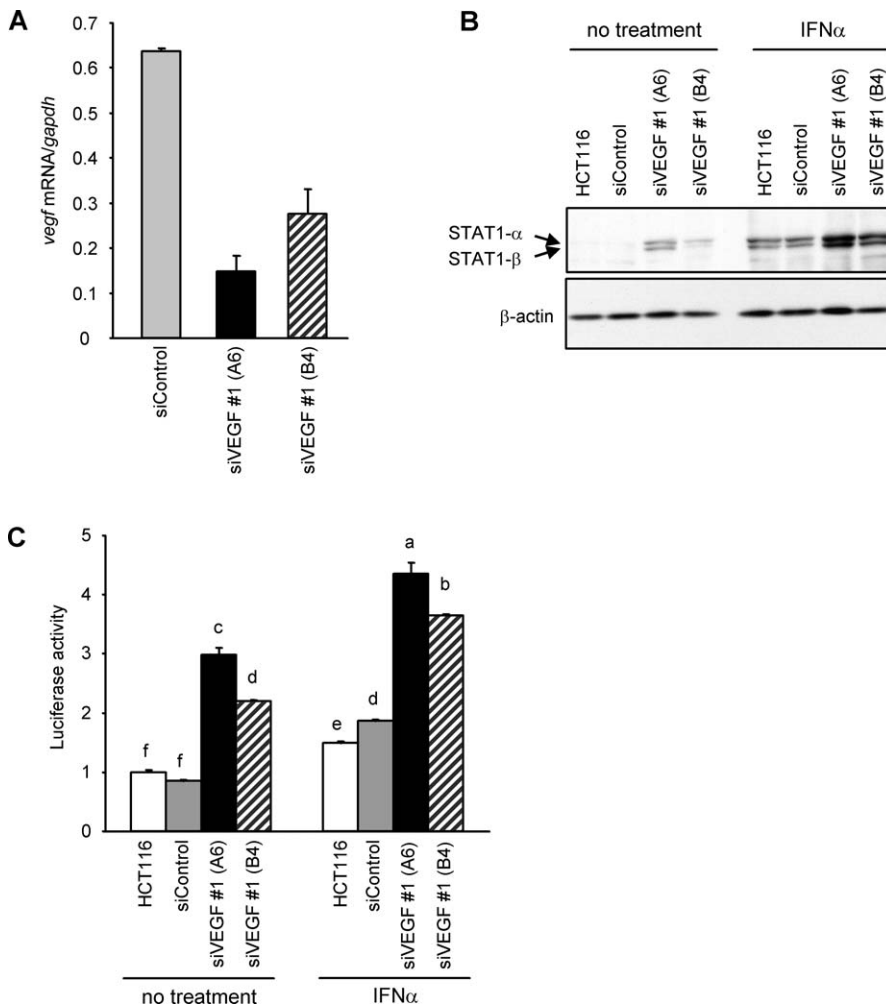 A
0.7
0.6
0.5
0.4
0.3
0.2
0.1
0
vegf mRNA/gapdh
siControl
siVEGF #1 (A6)
siVEGF #1 (B4)
B
no treatment
IFNα
HCT116
siControl
siVEGF #1 (A6)
siVEGF #1 (B4)
HCT116
siControl
siVEGF #1 (A6)
siVEGF #1 (B4)
STAT1-α
STAT1-β
β-actin
C
5
4
3
2
1
0
Luciferase activity
f
f
c
d
e
d
a
b
HCT116
siControl
siVEGF #1 (A6)
siVEGF #1 (B4)
HCT116
siControl
siVEGF #1 (A6)
siVEGF #1 (B4)
no treatment
IFNα